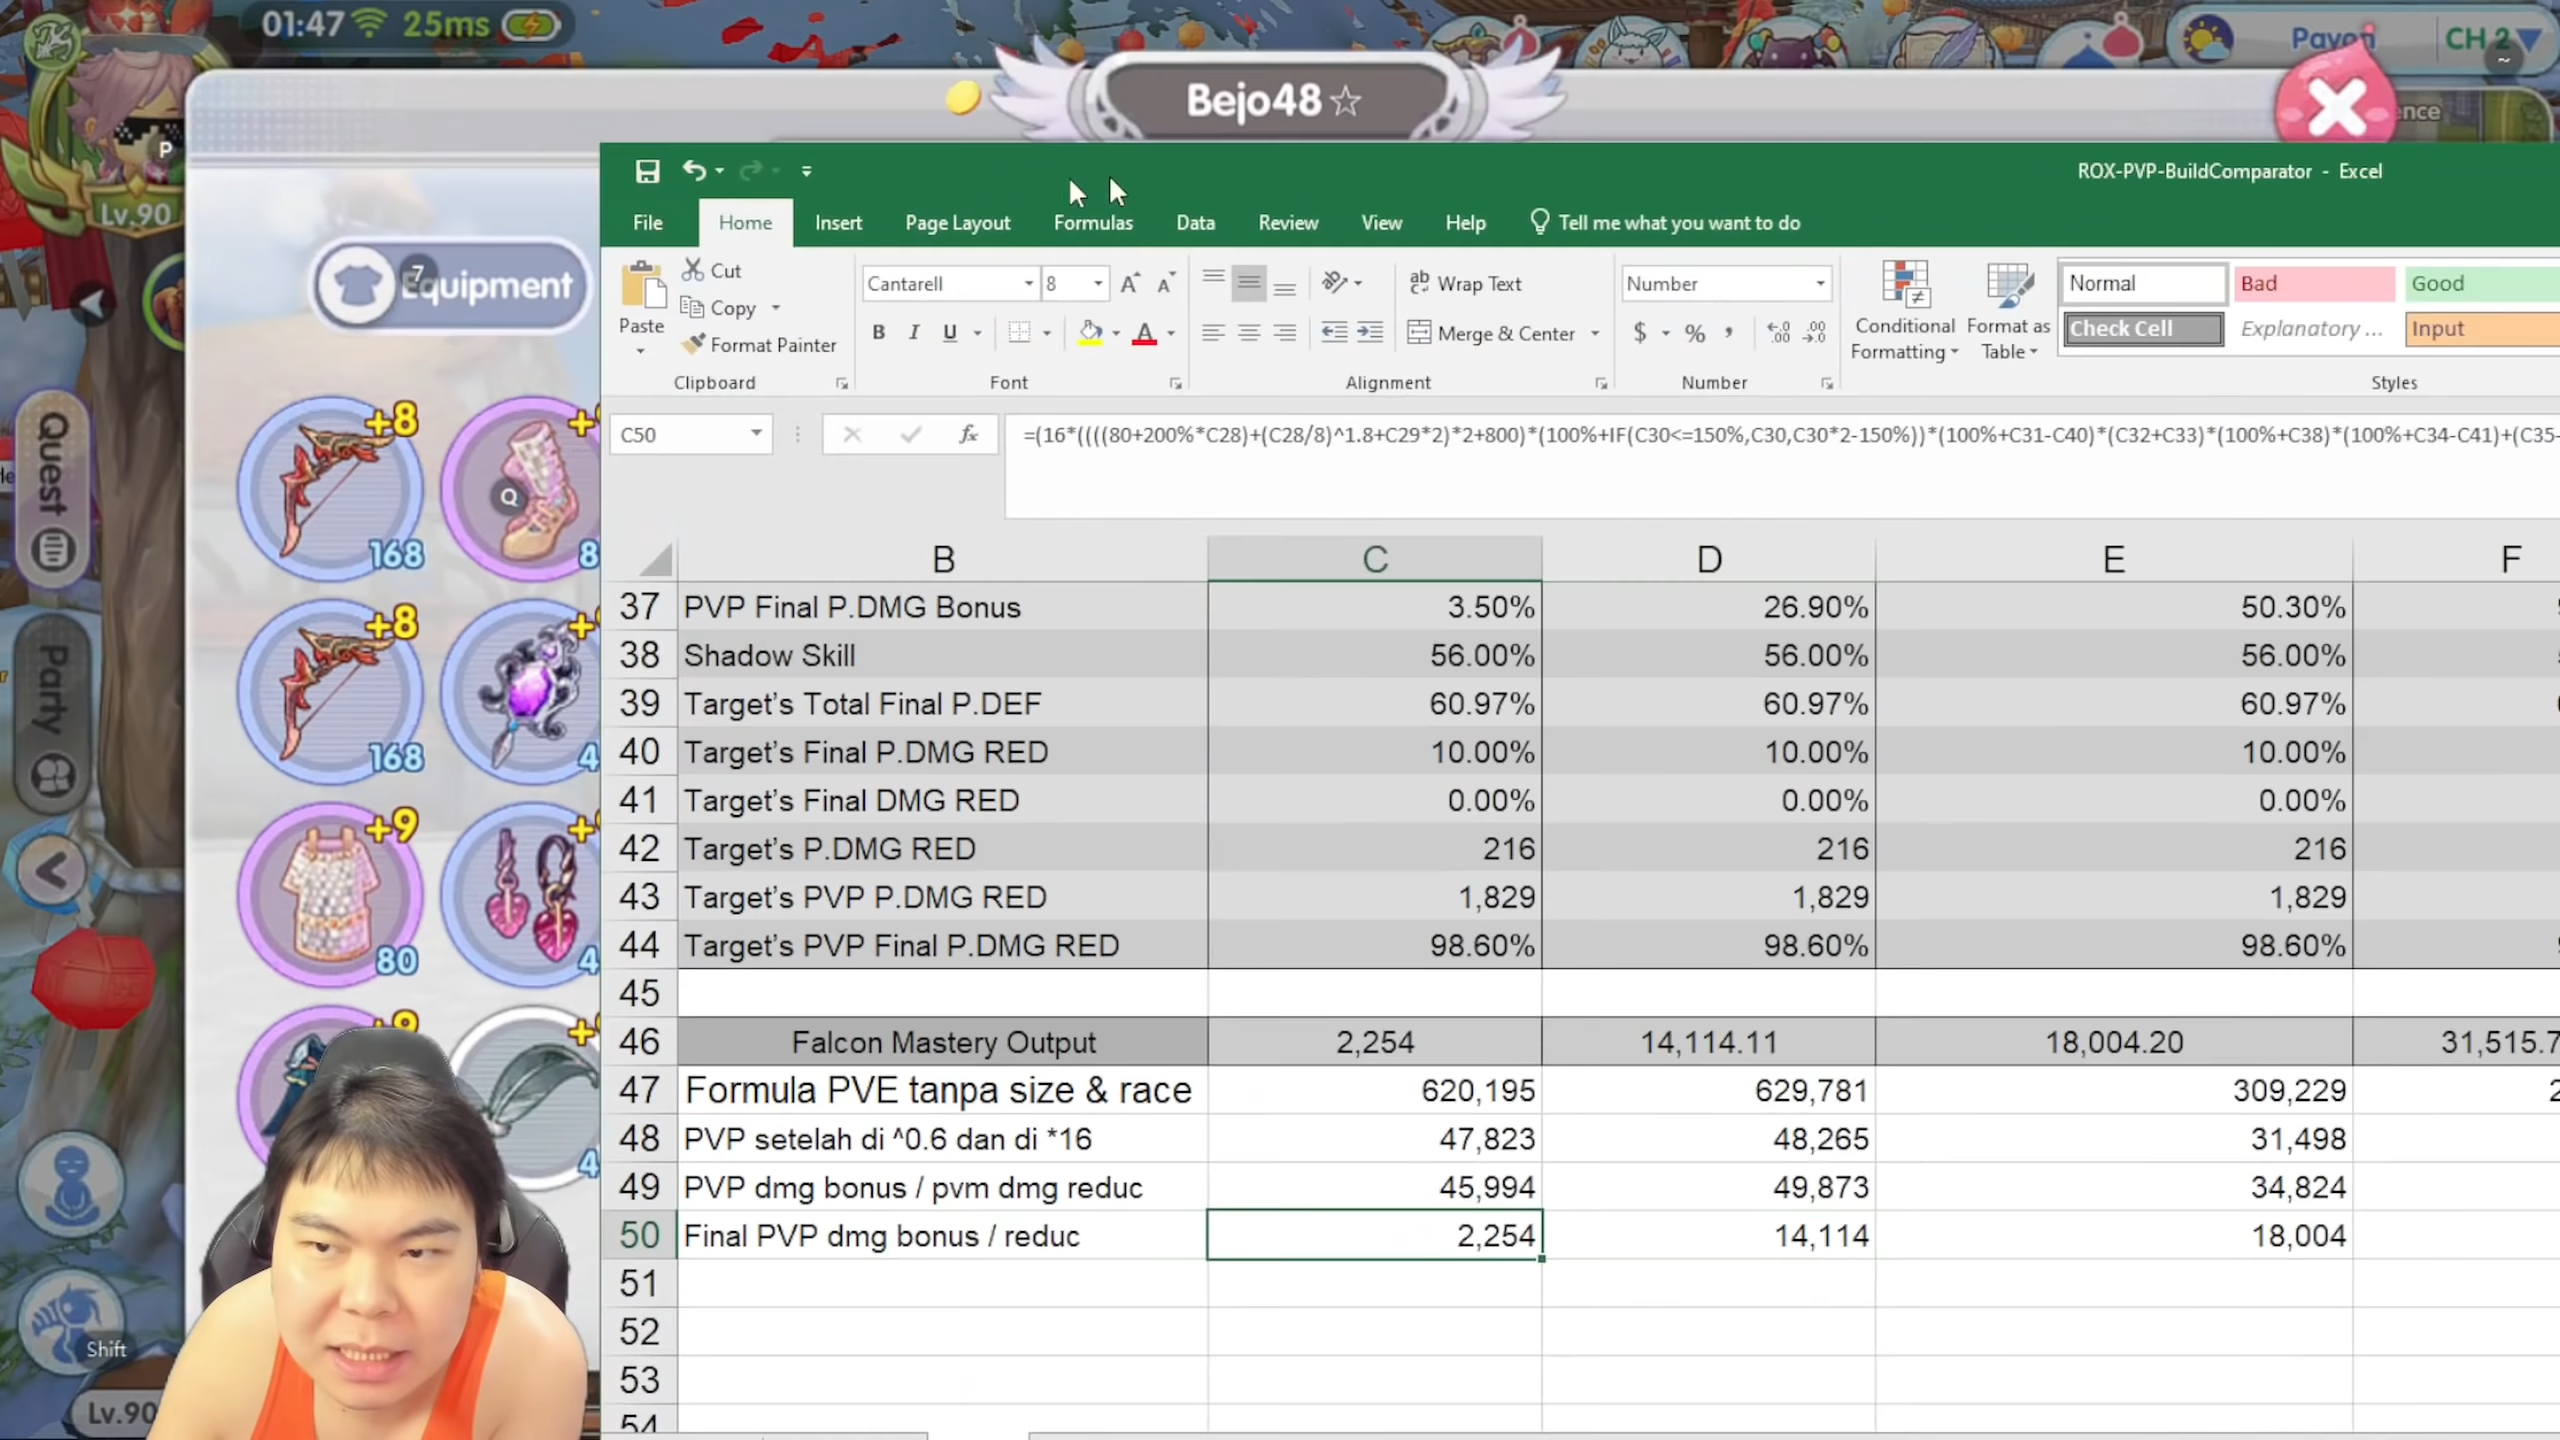 01:47 25ms
Payon CH 2
Bejo48☆
P
Lv.90
7
Equipment
Quest
Party
+8
168
Q
+8
168
+9
80
+9
Shift
Lv.90
ROX-PVP-BuildComparator - Excel
File Home Insert Page Layout Formulas Data Review View Help Tell me what you want to do
Paste
Cut
Copy
Format Painter
Clipboard
Cantarell 8
B I U
Font
Wrap Text
Merge & Center
Alignment
Number
$ % ,
Number
Conditional Formatting
Format as Table
Normal Bad Good
Check Cell Explanatory ... Input
Styles
C50 fx =(16*((((80+200%*C28)+(C28/8)^1.8+C29*2)*2+800)*(100%+IF(C30<=150%,C30,C30*2-150%))*(100%+C31-C40)*(C32+C33)*(100%+C38)*(100%+C34-C41)+(C35-
B C D E F
37 PVP Final P.DMG Bonus 3.50% 26.90% 50.30%
38 Shadow Skill 56.00% 56.00% 56.00%
39 Target’s Total Final P.DEF 60.97% 60.97% 60.97%
40 Target’s Final P.DMG RED 10.00% 10.00% 10.00%
41 Target’s Final DMG RED 0.00% 0.00% 0.00%
42 Target’s P.DMG RED 216 216 216
43 Target’s PVP P.DMG RED 1,829 1,829 1,829
44 Target’s PVP Final P.DMG RED 98.60% 98.60% 98.60%
45
46 Falcon Mastery Output 2,254 14,114.11 18,004.20 31,515.7
47 Formula PVE tanpa size & race 620,195 629,781 309,229 2
48 PVP setelah di ^0.6 dan di *16 47,823 48,265 31,498
49 PVP dmg bonus / pvm dmg reduc 45,994 49,873 34,824
50 Final PVP dmg bonus / reduc 2,254 14,114 18,004
51
52
53
54